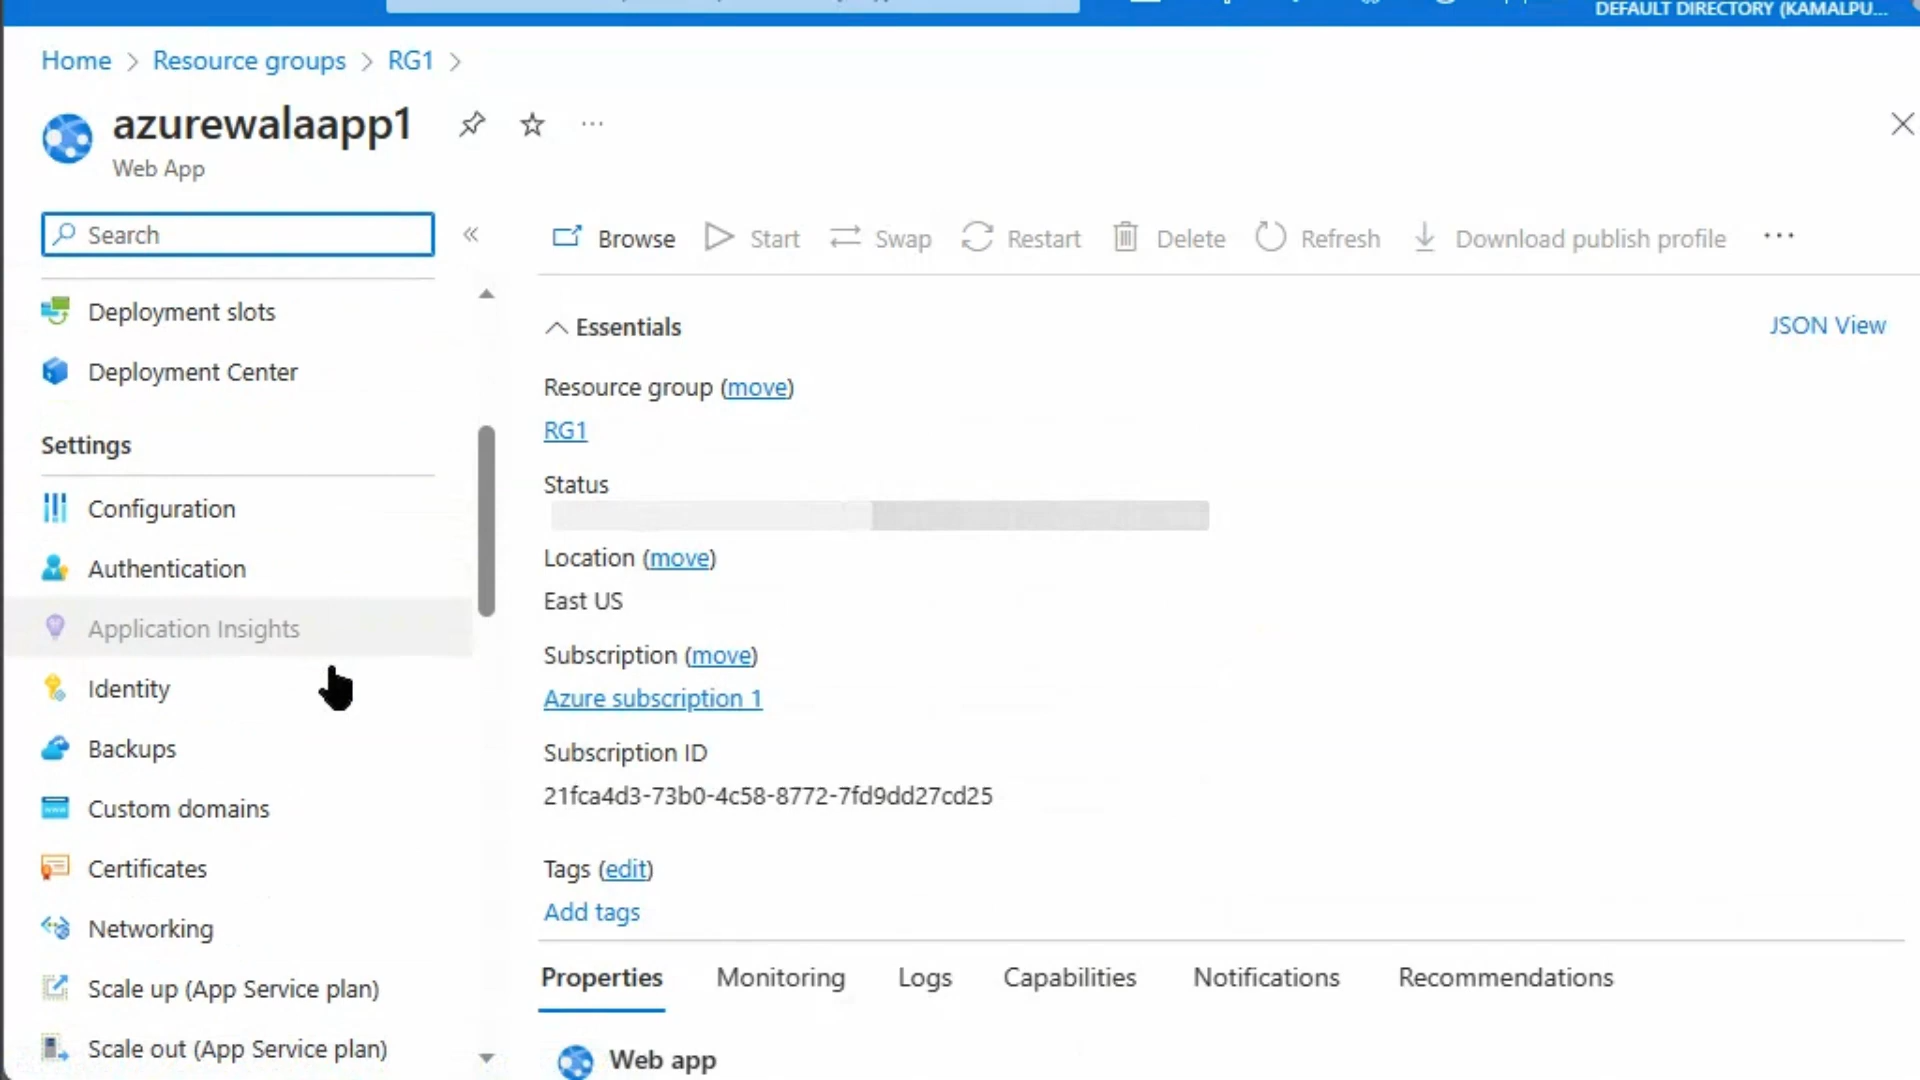 DEFAULT DIRECTORY (KAMALPU...
Home > Resource groups > RG1 >
azurewalaapp1 ...
Web App
Search «
Deployment slots
Deployment Center
Settings
Configuration
Authentication
Application Insights
Identity
Backups
Custom domains
Certificates
Networking
Scale up (App Service plan)
Scale out (App Service plan)
Browse Start Swap Restart Delete Refresh Download publish profile ...
Essentials
JSON View
Resource group (move)
RG1
Status
Location (move)
East US
Subscription (move)
Azure subscription 1
Subscription ID
21fca4d3-73b0-4c58-8772-7fd9dd27cd25
Tags (edit)
Add tags
Properties Monitoring Logs Capabilities Notifications Recommendations
Web app